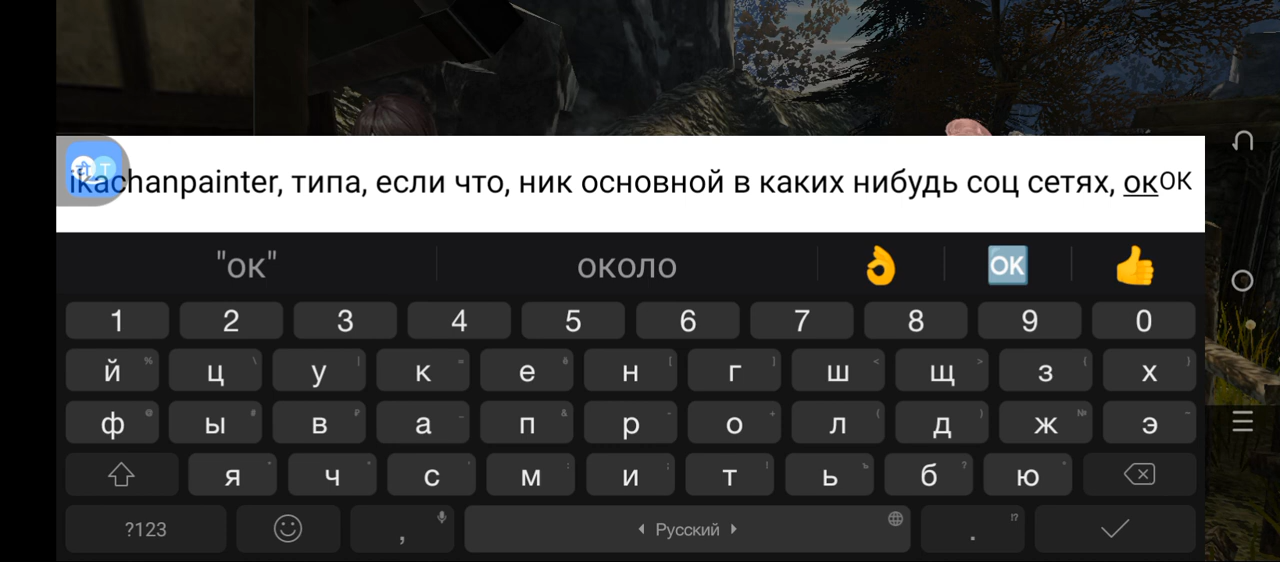 ikachanpainter, типа, если что, ник основной в каких нибудь соц сетях, окОК
"ок" около 👌 🆗 👍
1 2 3 4 5 6 7 8 9 0
й ц у к е н г ш щ з х
ф ы в а п р о л д ж э
я ч с м и т ь б ю
?123 , Русский .